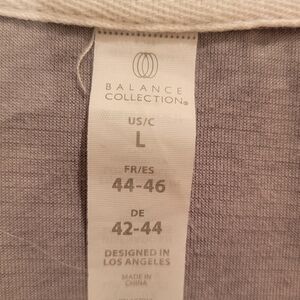 BALANCE
COLLECTION®
US/C
L
FR/ES
44-46
DE
42-44
DESIGNED IN
LOS ANGELES
MADE IN
CHINA